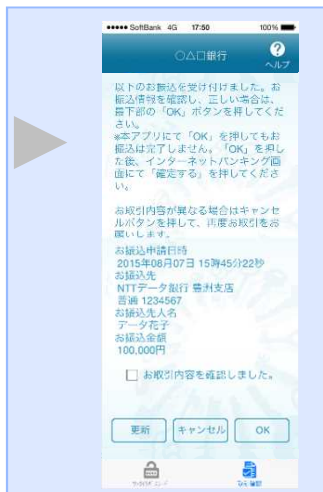 SoftBank 4G 17:50 100%
○△□銀行
?
ヘルプ
以下のお振込を受け付けました。お
振込情報を確認し、正しい場合は、
最下部の「OK」ボタンを押してくだ
さい。
※本アプリにて「OK」を押してもお
振込は完了しません。「OK」を押し
た後、インターネットバンキング画
面にて「確定する」を押してくださ
い。
お取引内容が異なる場合はキャンセ
ルボタンを押して、再度お取引をお
願いします。
お振込申請日時
2015年08月07日 15時45分22秒
お振込先
NTTデータ銀行 豊洲支店
普通 1234567
お振込先人名
データ花子
お振込金額
100,000円
お取引内容を確認しました。
更新 キャンセル OK